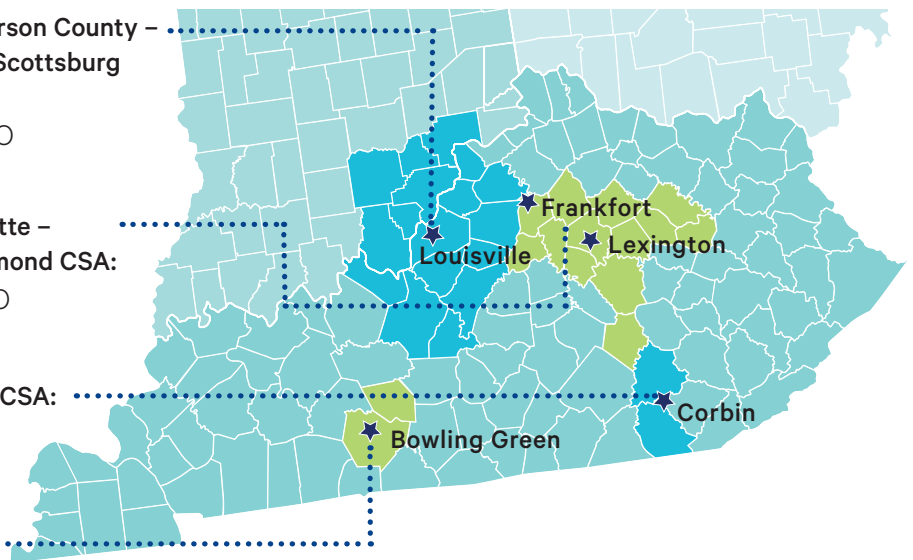 rson County –
Scottsburg
O
tte –
mond CSA:
O
CSA:
Frankfort
Lexington
Louisville
Corbin
Bowling Green